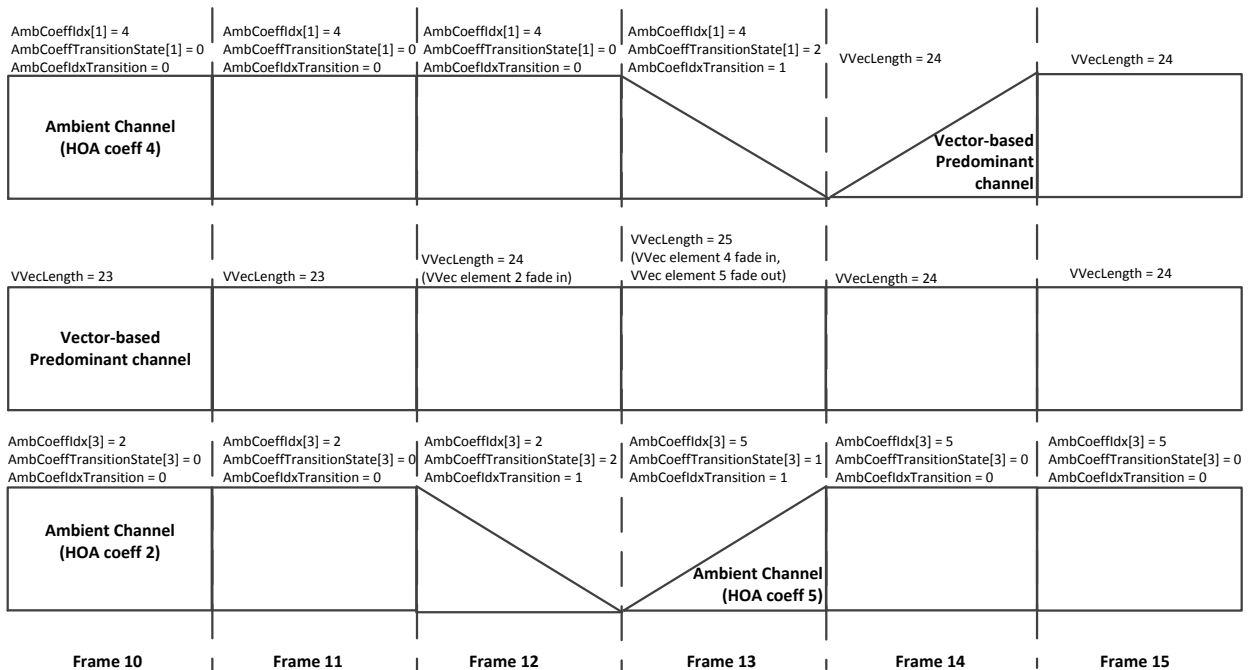 AmbCoeffIdx[1] = 4
AmbCoeffTransitionState[1] = 0
AmbCoefIdxTransition = 0
AmbCoeffIdx[1] = 4
AmbCoeffTransitionState[1] = 0
AmbCoefIdxTransition = 0
AmbCoeffIdx[1] = 4
AmbCoeffTransitionState[1] = 0
AmbCoefIdxTransition = 0
AmbCoeffIdx[1] = 4
AmbCoeffTransitionState[1] = 2
AmbCoefIdxTransition = 1
VVecLength = 24
VVecLength = 24
Ambient Channel
(HOA coeff 4)
Vector-based
Predominant
channel
VVecLength = 23
VVecLength = 23
VVecLength = 24
(VVec element 2 fade in)
VVecLength = 25
(VVec element 4 fade in,
VVec element 5 fade out)
VVecLength = 24
VVecLength = 24
Vector-based
Predominant channel
AmbCoeffIdx[3] = 2
AmbCoeffTransitionState[3] = 0
AmbCoefIdxTransition = 0
AmbCoeffIdx[3] = 2
AmbCoeffTransitionState[3] = 0
AmbCoefIdxTransition = 0
AmbCoeffIdx[3] = 2
AmbCoeffTransitionState[3] = 2
AmbCoefIdxTransition = 1
AmbCoeffIdx[3] = 5
AmbCoeffTransitionState[3] = 1
AmbCoefIdxTransition = 1
AmbCoeffIdx[3] = 5
AmbCoeffTransitionState[3] = 0
AmbCoefIdxTransition = 0
AmbCoeffIdx[3] = 5
AmbCoeffTransitionState[3] = 0
AmbCoefIdxTransition = 0
Ambient Channel
(HOA coeff 2)
Ambient Channel
(HOA coeff 5)
Frame 10
Frame 11
Frame 12
Frame 13
Frame 14
Frame 15